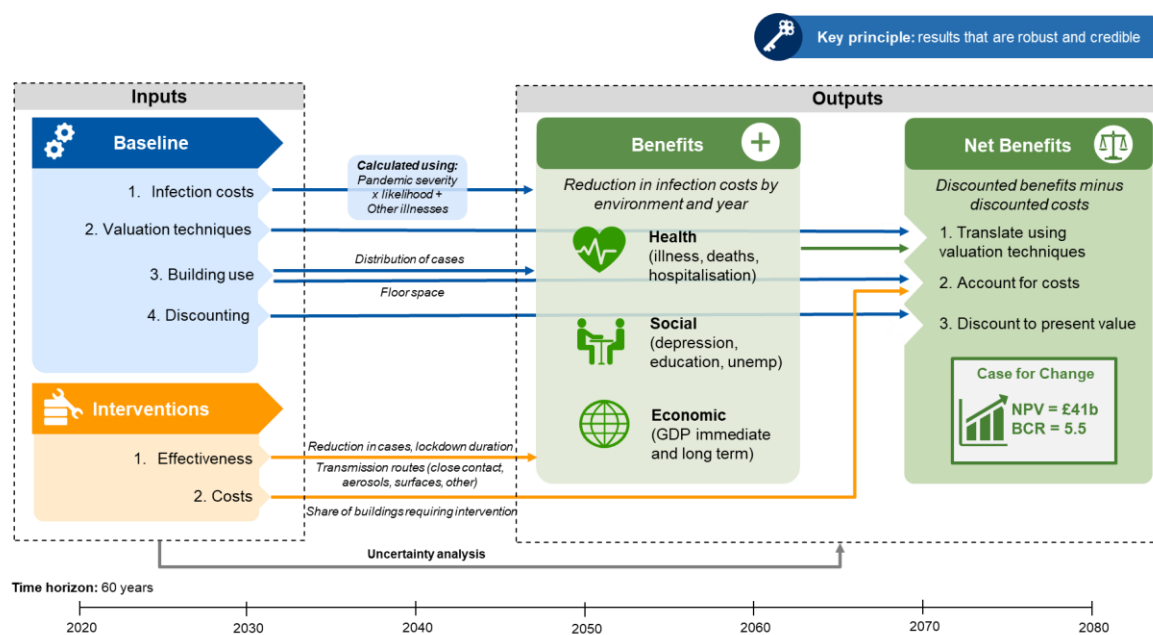 Key principle: results that are robust and credible
Inputs
Baseline
1. Infection costs
2. Valuation techniques
3. Building use
4. Discounting
Calculated using:
Pandemic severity
x likelihood +
Other illnesses
Distribution of cases
Floor space
Interventions
1. Effectiveness
2. Costs
Reduction in cases, lockdown duration
Transmission routes (close contact,
aerosols, surfaces, other)
Share of buildings requiring intervention
Outputs
Benefits
Reduction in infection costs by
environment and year
Health
(illness, deaths,
hospitalisation)
Social
(depression,
education, unemp)
Economic
(GDP immediate
and long term)
Net Benefits
Discounted benefits minus
discounted costs
1. Translate using
valuation techniques
2. Account for costs
3. Discount to present value
Case for Change
NPV = £41b
BCR = 5.5
Uncertainty analysis
Time horizon: 60 years
2020 2030 2040 2050 2060 2070 2080